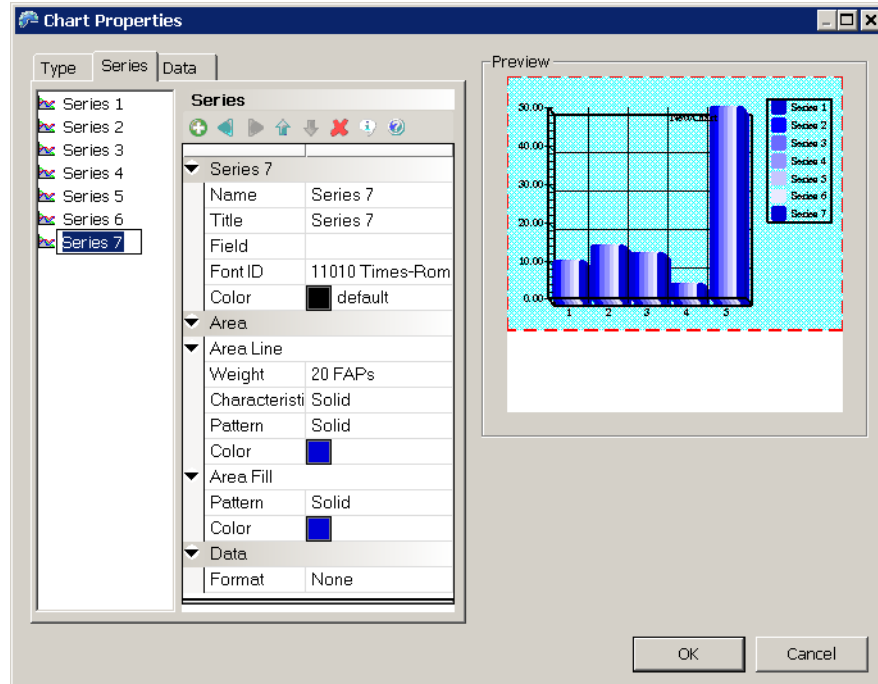 Chart Properties
Type Series Data
Series 1
Series 2
Series 3
Series 4
Series 5
Series 6
Series 7
Series
Series 7
Name Series 7
Title Series 7
Field
Font ID 11010 Times-Rom
Color default
Area
Area Line
Weight 20 FAPs
Characteristi Solid
Pattern Solid
Color
Area Fill
Pattern Solid
Color
Data
Format None
Preview
50.00
40.00
30.00
20.00
10.00
0.00
1 2 3 4 5
Series 1
Series 2
Series 3
Series 4
Series 5
Series 6
Series 7
OK Cancel